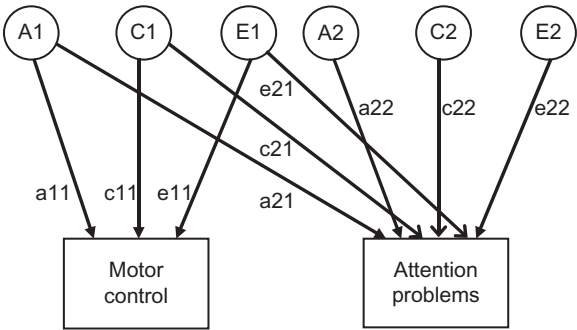 A1 C1 E1 A2 C2 E2
e21
a22 c22 e22
c21
a11 c11 e11
a21
Motor
control
Attention
problems